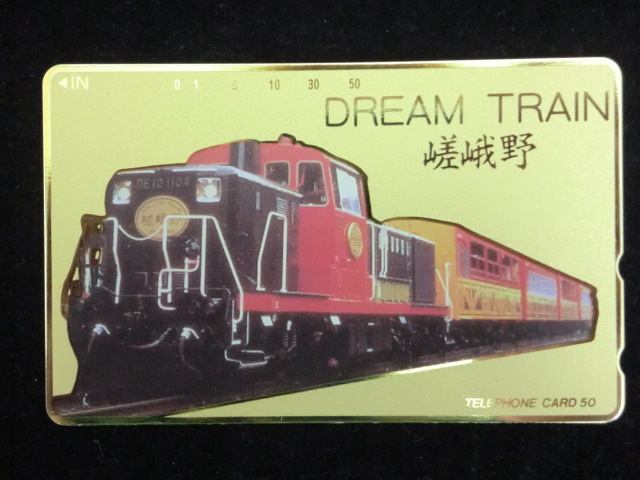 ◀IN 0 1 5 10 30 50
DREAM TRAIN
嵯峨野
DE10 1104
TELEPHONE CARD 50